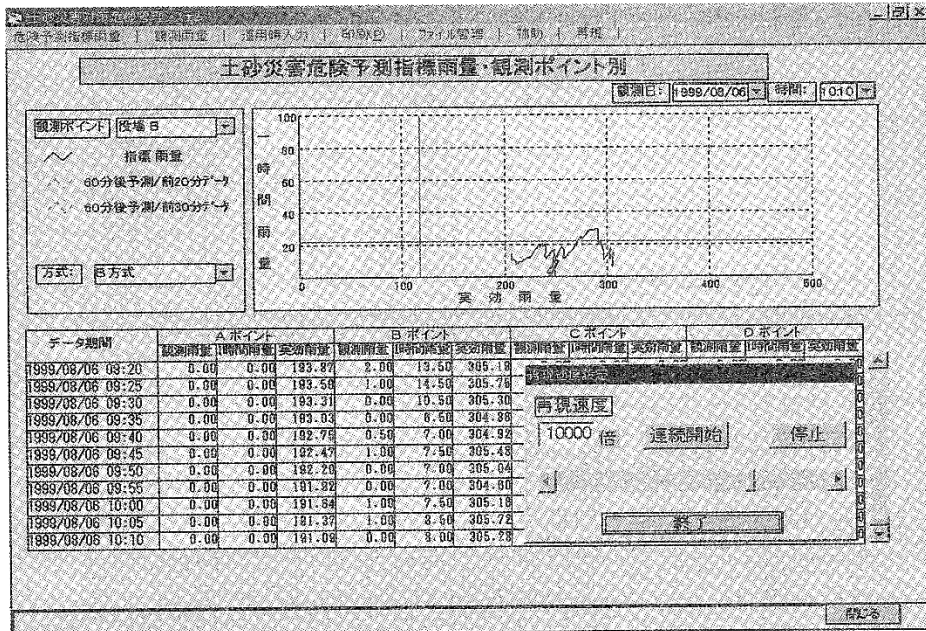 危険予測指標雨量 | 観測雨量 | 運用時入力 | 印刷(P) | ファイル管理 | 補助 | 再現 |
土砂災害危険予測指標雨量・観測ポイント別
観測日: 1999/08/06 時間: 10:10
観測ポイント 役場 B
指標雨量
60分後予測/前20分データ
60分後予測/前30分データ
方式: B方式
一時間雨量
100
80
60
40
20
0 100 200 300 400 500
実効雨量
データ期間 Aポイント Bポイント Cポイント Dポイント
観測雨量 1時間雨量 実効雨量 観測雨量 1時間雨量 実効雨量 観測雨量 1時間雨量 実効雨量 観測雨量 1時間雨量 実効雨量
1999/08/06 09:20 0.00 0.00 193.87 2.00 13.50 305.18
1999/08/06 09:25 0.00 0.00 193.58 1.00 14.50 305.75
1999/08/06 09:30 0.00 0.00 193.31 0.00 10.50 305.30
1999/08/06 09:35 0.00 0.00 193.03 0.00 304.86
1999/08/06 09:40 0.00 0.00 192.75 0.50 7.00 304.92
1999/08/06 09:45 0.00 0.00 192.47 1.00 7.50 305.48
1999/08/06 09:50 0.00 0.00 192.20 0.00 7.00 305.04
1999/08/06 09:55 0.00 0.00 191.92 0.00 7.00 304.60
1999/08/06 10:00 0.00 0.00 191.64 1.00 7.50 305.16
1999/08/06 10:05 0.00 0.00 191.37 1.00 8.50 305.72
1999/08/06 10:10 0.00 0.00 191.09 0.00 8.00 305.28
再現速度
10000 倍 連続開始 停止
終了
閉じる